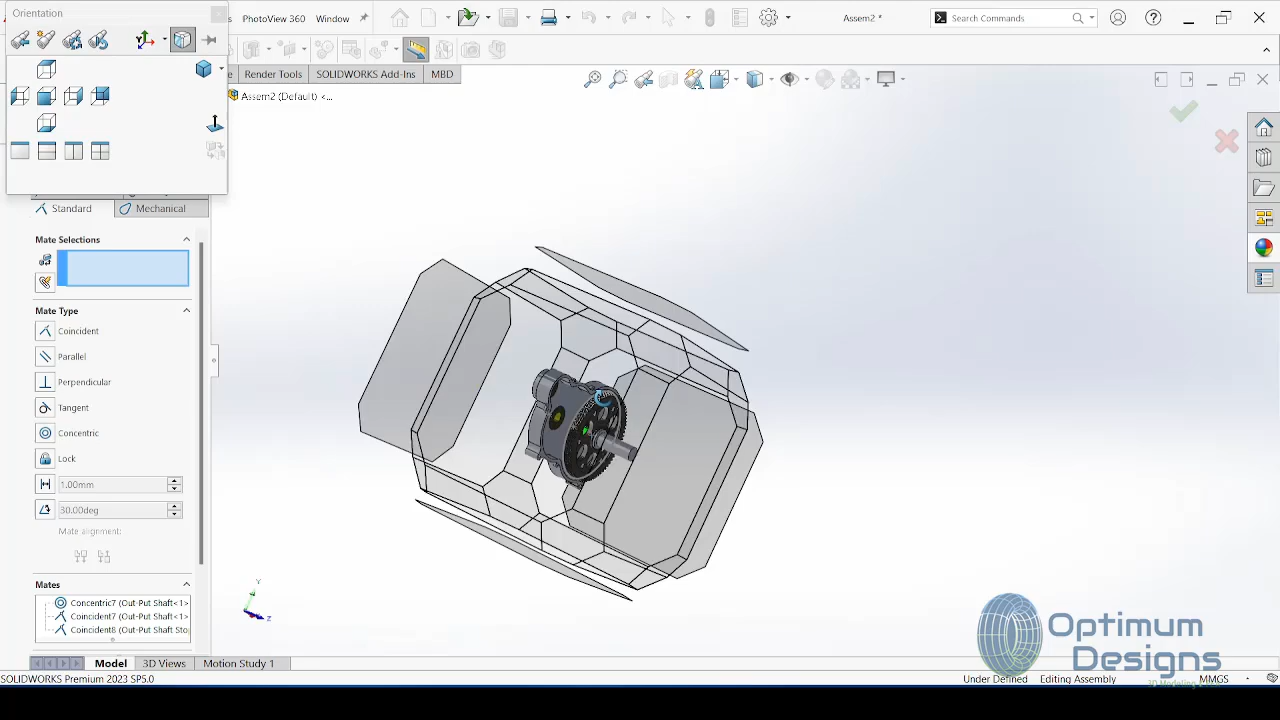 Orientation
PhotoView 360
Window
Assem2 *
Search Commands
Render Tools
SOLIDWORKS Add-Ins
MBD
Assem2 (Default) <...
Standard
Mechanical
Mate Selections
Mate Type
Coincident
Parallel
Perpendicular
Tangent
Concentric
Lock
1.00mm
30.00deg
Mate alignment:
Mates
Concentric7 (Out-Put Shaft<1>
Coincident7 (Out-Put Shaft<1>
Coincident8 (Out-Put Shaft Sto
Y
Optimum
Designs
Model
3D Views
Motion Study 1
SOLIDWORKS Premium 2023 SP5.0
Under Defined
Editing Assembly
MMGS